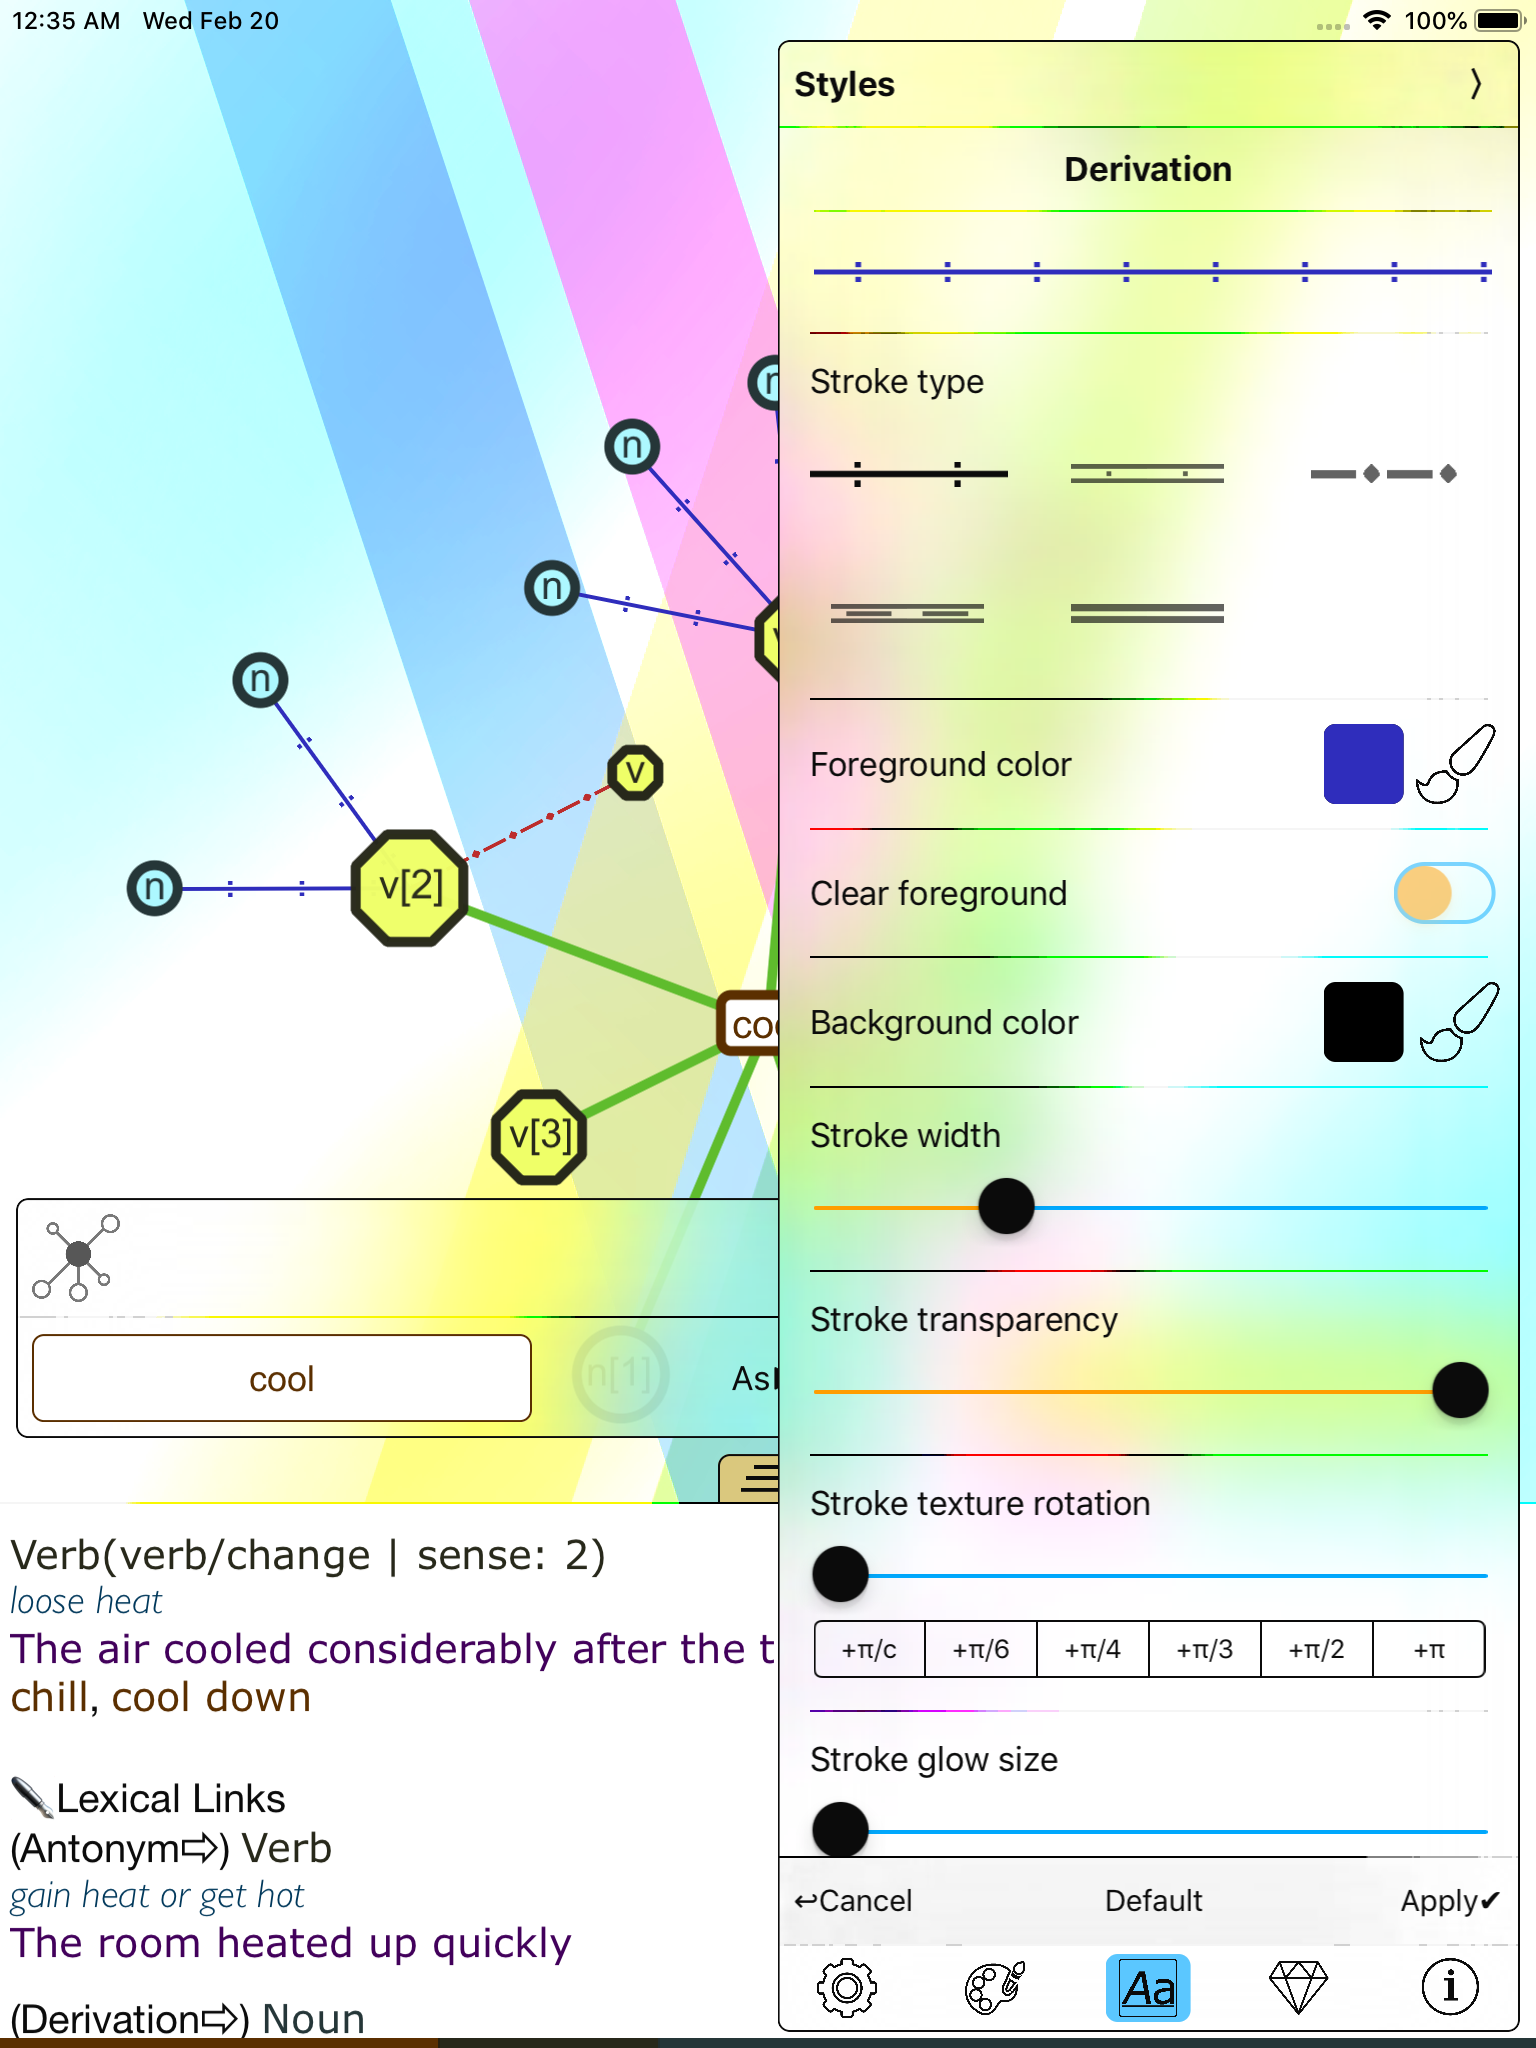 12:35 AM Wed Feb 20
100%
Styles
Derivation
n
n
n
n
v
v[2]
n
v[3]
n[1]
cool
Stroke type
Foreground color
Clear foreground
Background color
Stroke width
Stroke transparency
Stroke texture rotation
+π/c +π/6 +π/4 +π/3 +π/2 +π
Stroke glow size
↩Cancel Default Apply✔
Aa i
Verb(verb/change | sense: 2)
loose heat
The air cooled considerably after the t
chill, cool down
Lexical Links
(Antonym⇨) Verb
gain heat or get hot
The room heated up quickly
(Derivation⇨) Noun